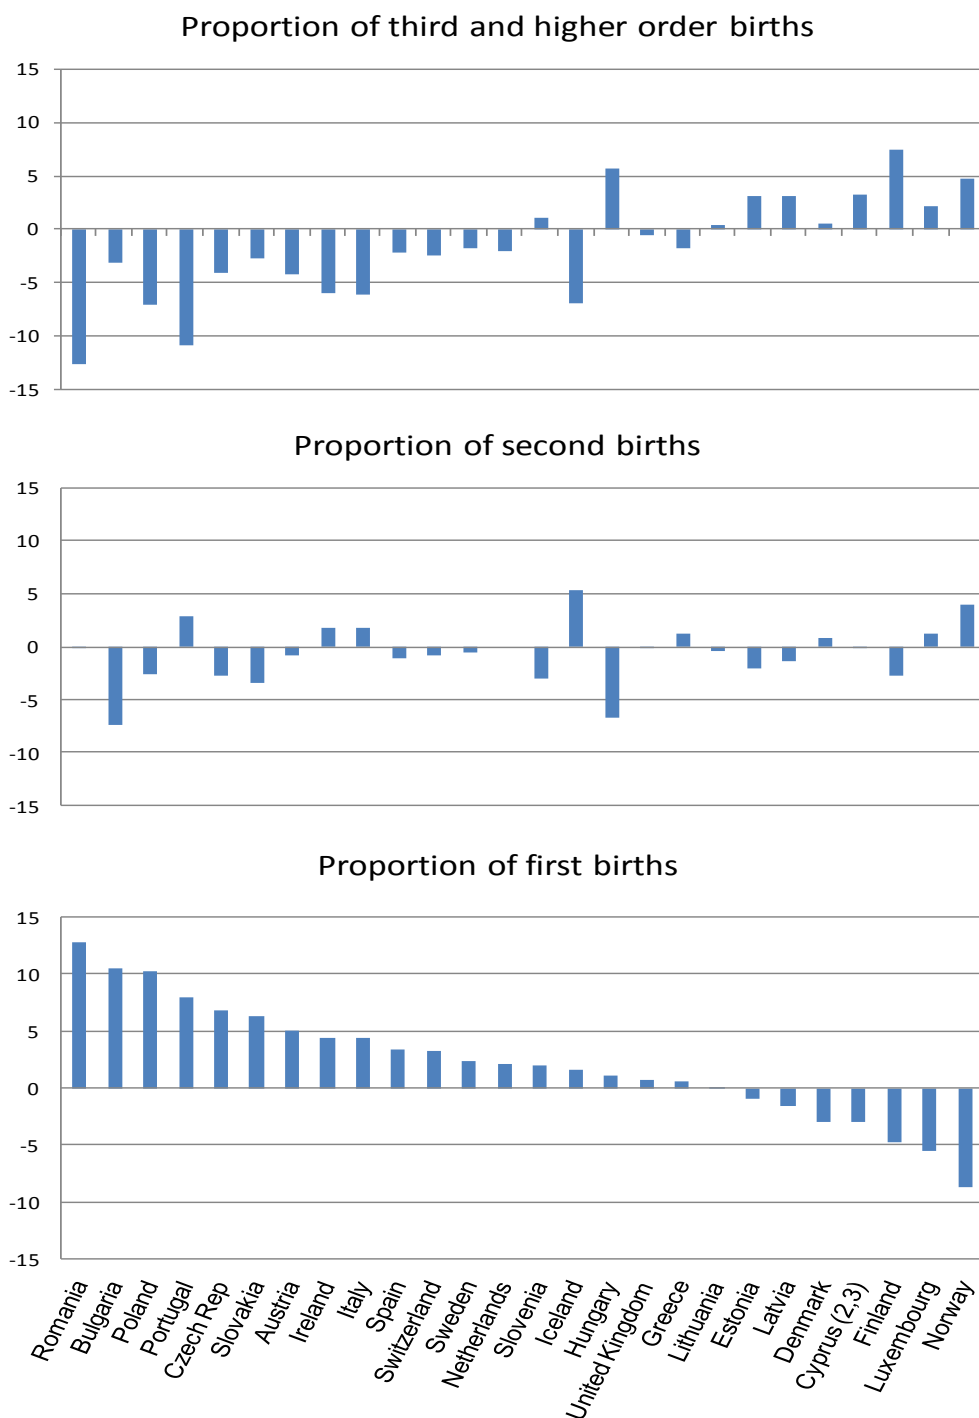 Proportion of third and higher order births
15
10
5
0
-5
-10
-15
Proportion of second births
15
10
5
0
-5
-10
-15
Proportion of first births
15
10
5
0
-5
-10
-15
Romania
Bulgaria
Poland
Portugal
Czech Rep
Slovakia
Austria
Ireland
Italy
Spain
Switzerland
Sweden
Netherlands
Slovenia
Iceland
Hungary
United Kingdom
Greece
Lithuania
Estonia
Latvia
Denmark
Cyprus (2,3)
Finland
Luxembourg
Norway